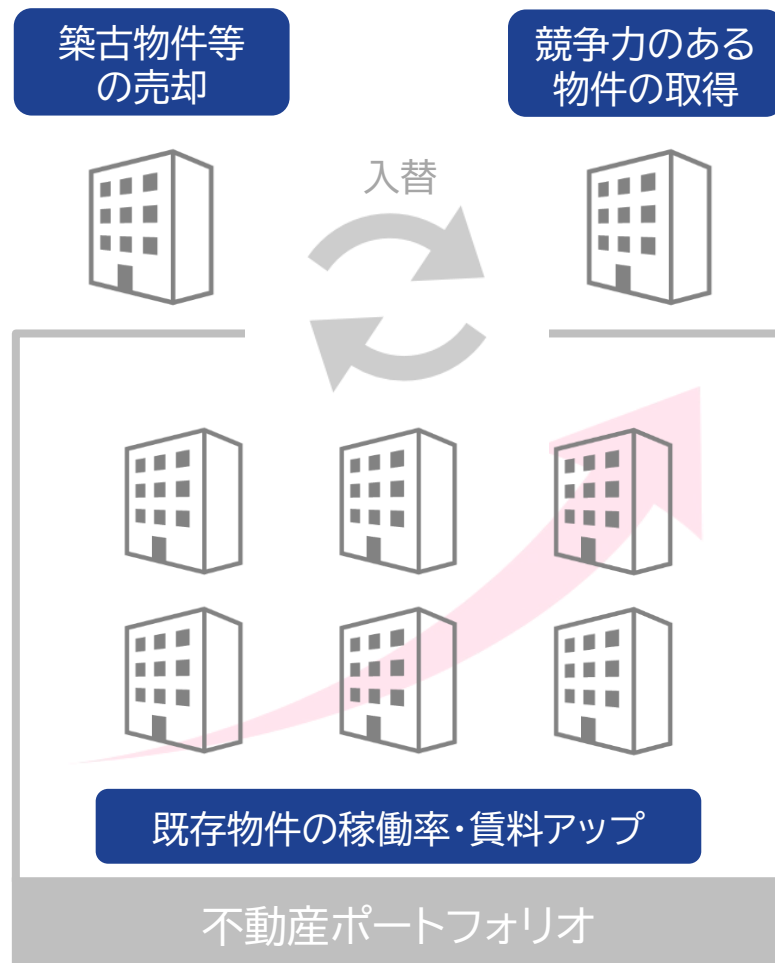 築古物件等
の売却
競争力のある
物件の取得
入替
既存物件の稼働率・賃料アップ
不動産ポートフォリオ